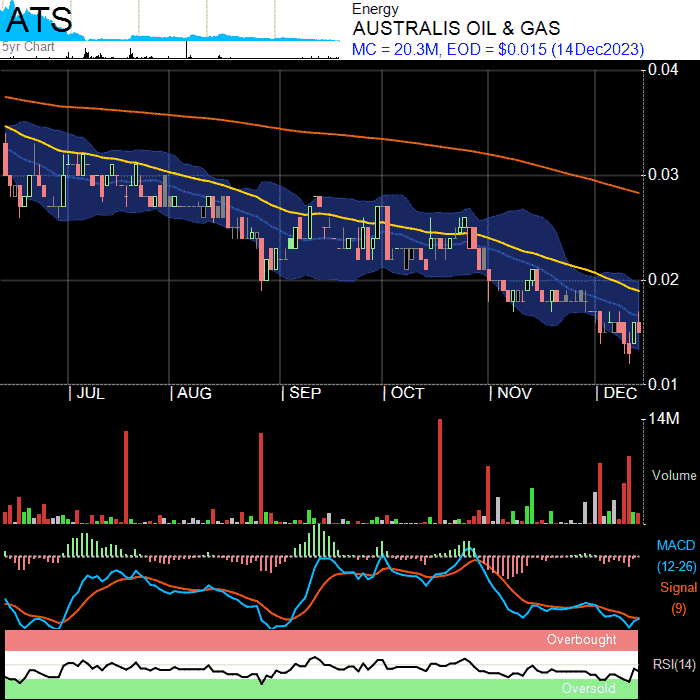 ATS
5yr Chart
Energy
AUSTRALIS OIL & GAS
MC = 20.3M, EOD = $0.015 (14Dec2023)
0.04
0.03
0.02
0.01
JUL AUG SEP OCT NOV DEC
14M
Volume
MACD
(12-26)
Signal
(9)
Overbought
RSI(14)
Oversold